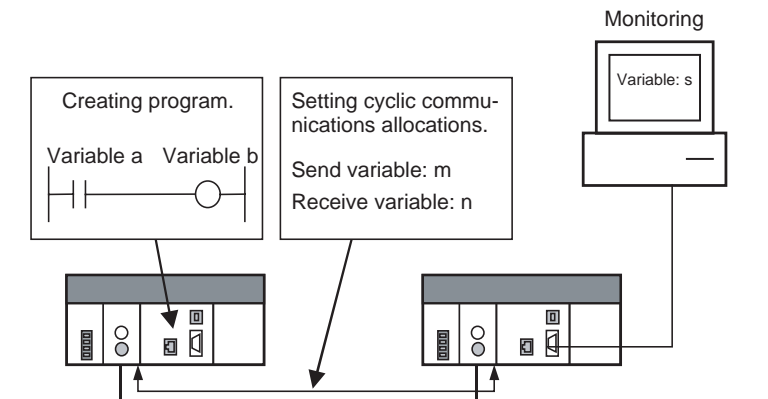 Monitoring
Variable: s
Creating program.
Variable a Variable b
Setting cyclic commu-
nications allocations.
Send variable: m
Receive variable: n